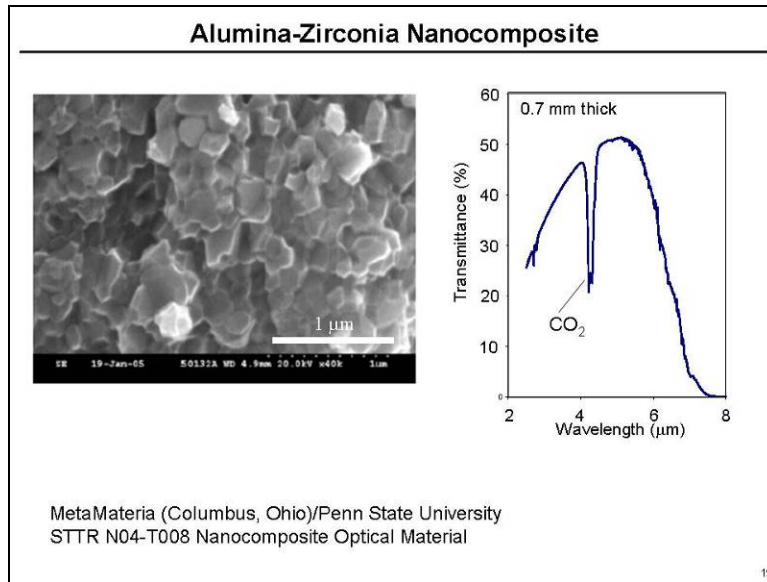 Alumina-Zirconia Nanocomposite
1 μm
SE 19-Jan-05 S0132A WD 4.9mm 20.0kV x40k 1um
60
50
40
30
20
10
0
Transmittance (%)
0.7 mm thick
CO₂
2 4 6 8
Wavelength (μm)
MetaMateria (Columbus, Ohio)/Penn State University
STTR N04-T008 Nanocomposite Optical Material